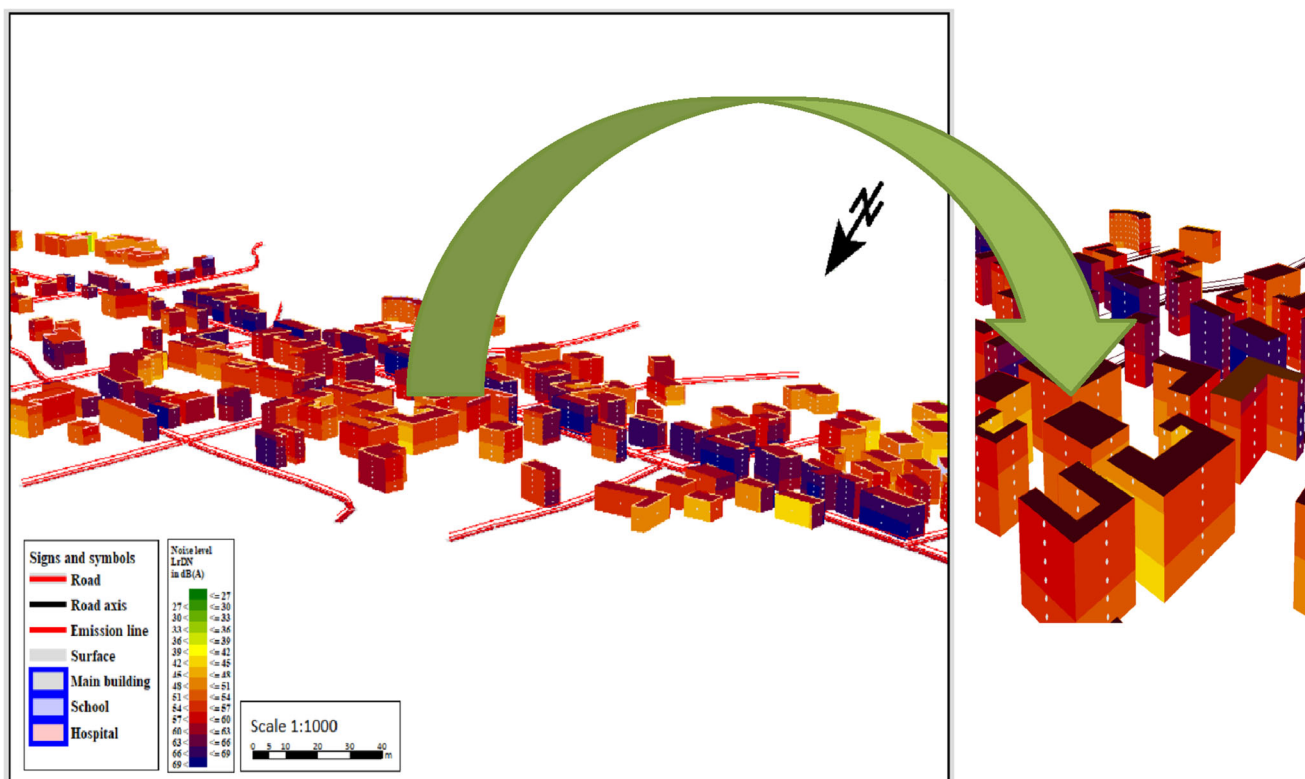 Signs and symbols
Road
Road axis
Emission line
Surface
Main building
School
Hospital
Noise level
LrDN
in dB(A)
<= 27
27 < <= 30
30 < <= 33
33 < <= 36
36 < <= 39
39 < <= 42
42 < <= 45
45 < <= 48
48 < <= 51
51 < <= 54
54 < <= 57
57 < <= 60
60 < <= 63
63 < <= 66
66 < <= 69
69 <
Scale 1:1000
0 5 10 20 30 40
m
N